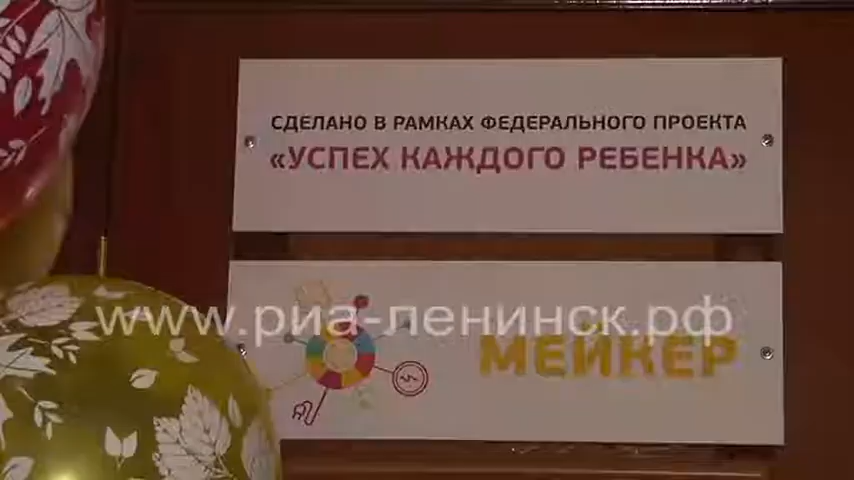 СДЕЛАНО В РАМКАХ ФЕДЕРАЛЬНОГО ПРОЕКТА
«УСПЕХ КАЖДОГО РЕБЕНКА»
www.риа-ленинск.рф
МЕЙКЕР